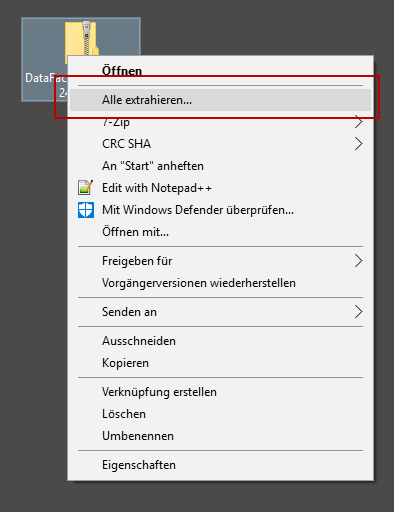 DataFac
24
Öffnen
Alle extrahieren...
7-Zip
CRC SHA
An "Start" anheften
Edit with Notepad++
Mit Windows Defender überprüfen...
Öffnen mit...
Freigeben für
Vorgängerversionen wiederherstellen
Senden an
Ausschneiden
Kopieren
Verknüpfung erstellen
Löschen
Umbenennen
Eigenschaften